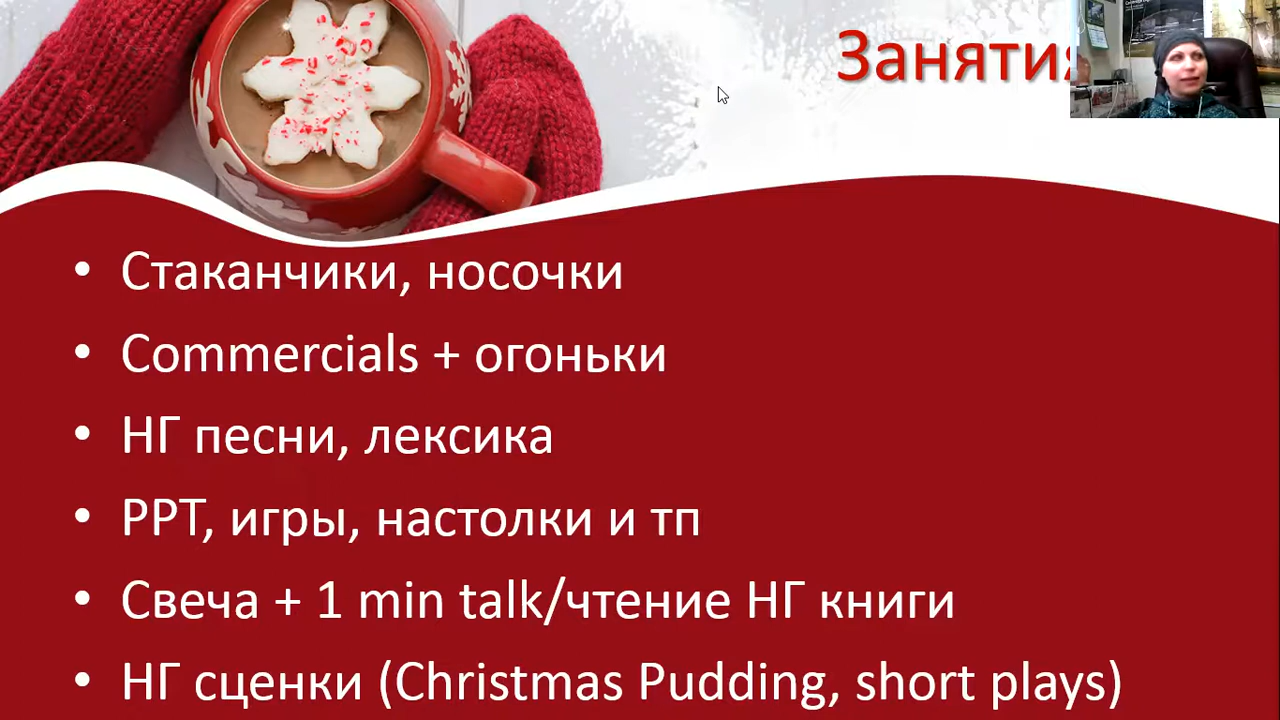 Занятия
• Стаканчики, носочки
• Commercials + огоньки
• НГ песни, лексика
• PPT, игры, настолки и тп
• Свеча + 1 min talk/чтение НГ книги
• НГ сценки (Christmas Pudding, short plays)